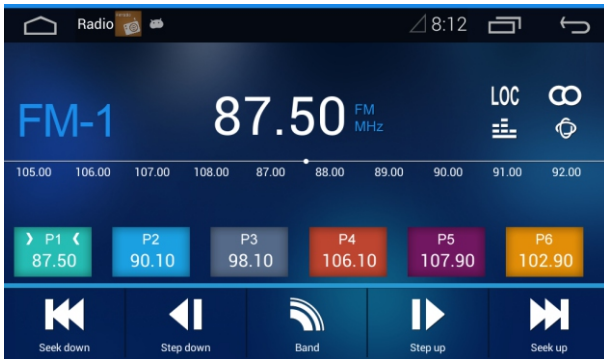 Radio
8:12
FM-1
87.50
FM
MHz
LOC
105.00 106.00 107.00 108.00 87.00 88.00 89.00 90.00 91.00 92.00
P1 P2 P3 P4 P5 P6
87.50 90.10 98.10 106.10 107.90 102.90
Seek down Step down Band Step up Seek up